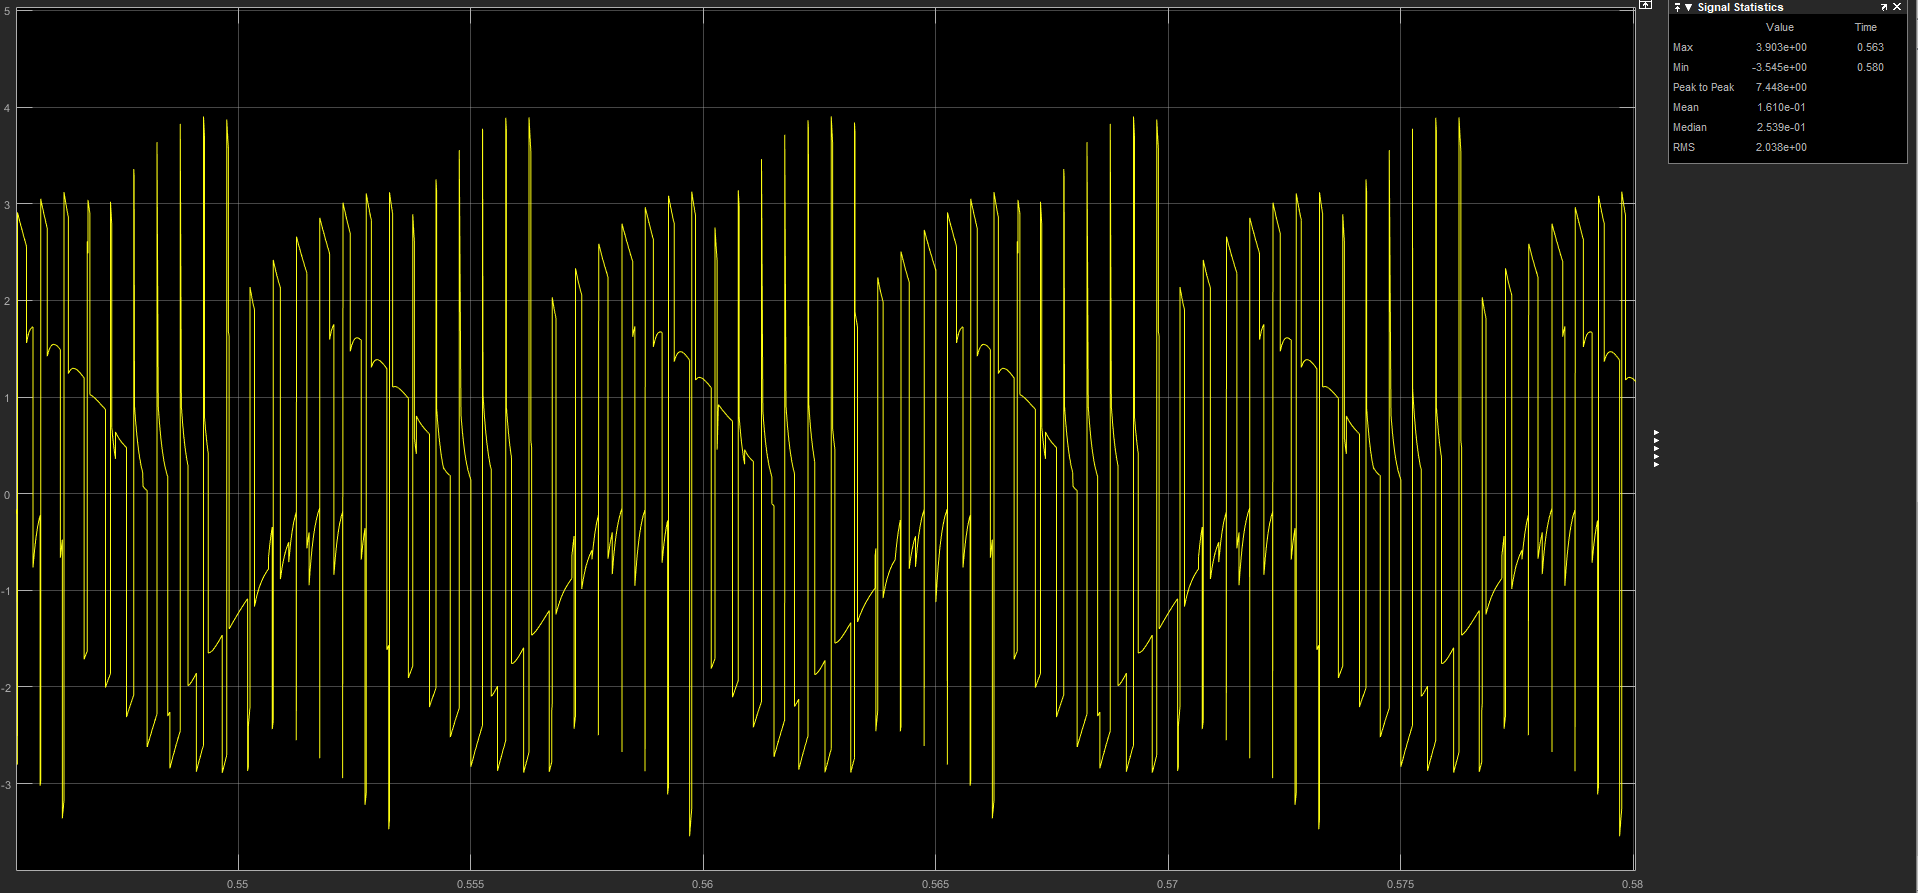 Signal Statistics
Value Time
Max 3.903e+00 0.563
Min -3.545e+00 0.580
Peak to Peak 7.448e+00
Mean 1.610e-01
Median 2.539e-01
RMS 2.038e+00
5
4
3
2
1
0
-1
-2
-3
0.55 0.555 0.56 0.565 0.57 0.575 0.58